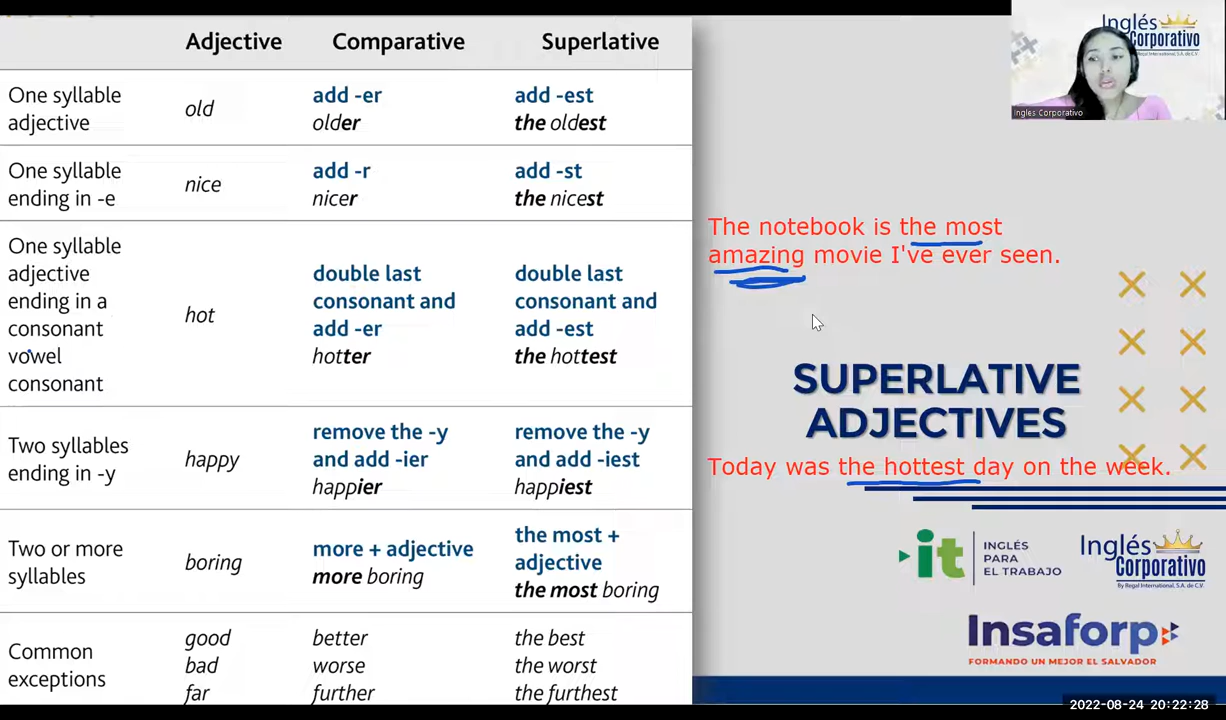 Adjective Comparative Superlative
One syllable
adjective
old
add -er
older
add -est
the oldest
One syllable
ending in -e
nice
add -r
nicer
add -st
the nicest
One syllable
adjective
ending in a
consonant
vowel
consonant
hot
double last
consonant and
add -er
hotter
double last
consonant and
add -est
the hottest
Two syllables
ending in -y
happy
remove the -y
and add -ier
happier
remove the -y
and add -iest
happiest
Two or more
syllables
boring
more + adjective
more boring
the most +
adjective
the most boring
Common
exceptions
good better the best
bad worse the worst
far further the furthest
Inglés
Corporativo
Ingles Corporativo
The notebook is the most
amazing movie I've ever seen.
SUPERLATIVE
ADJECTIVES
Today was the hottest day on the week.
it
INGLÉS
PARA
EL TRABAJO
Inglés
Corporativo
By Regal International, S.A. de C.V.
Insaforp
FORMANDO UN MEJOR EL SALVADOR
2022-08-24 20:22:28